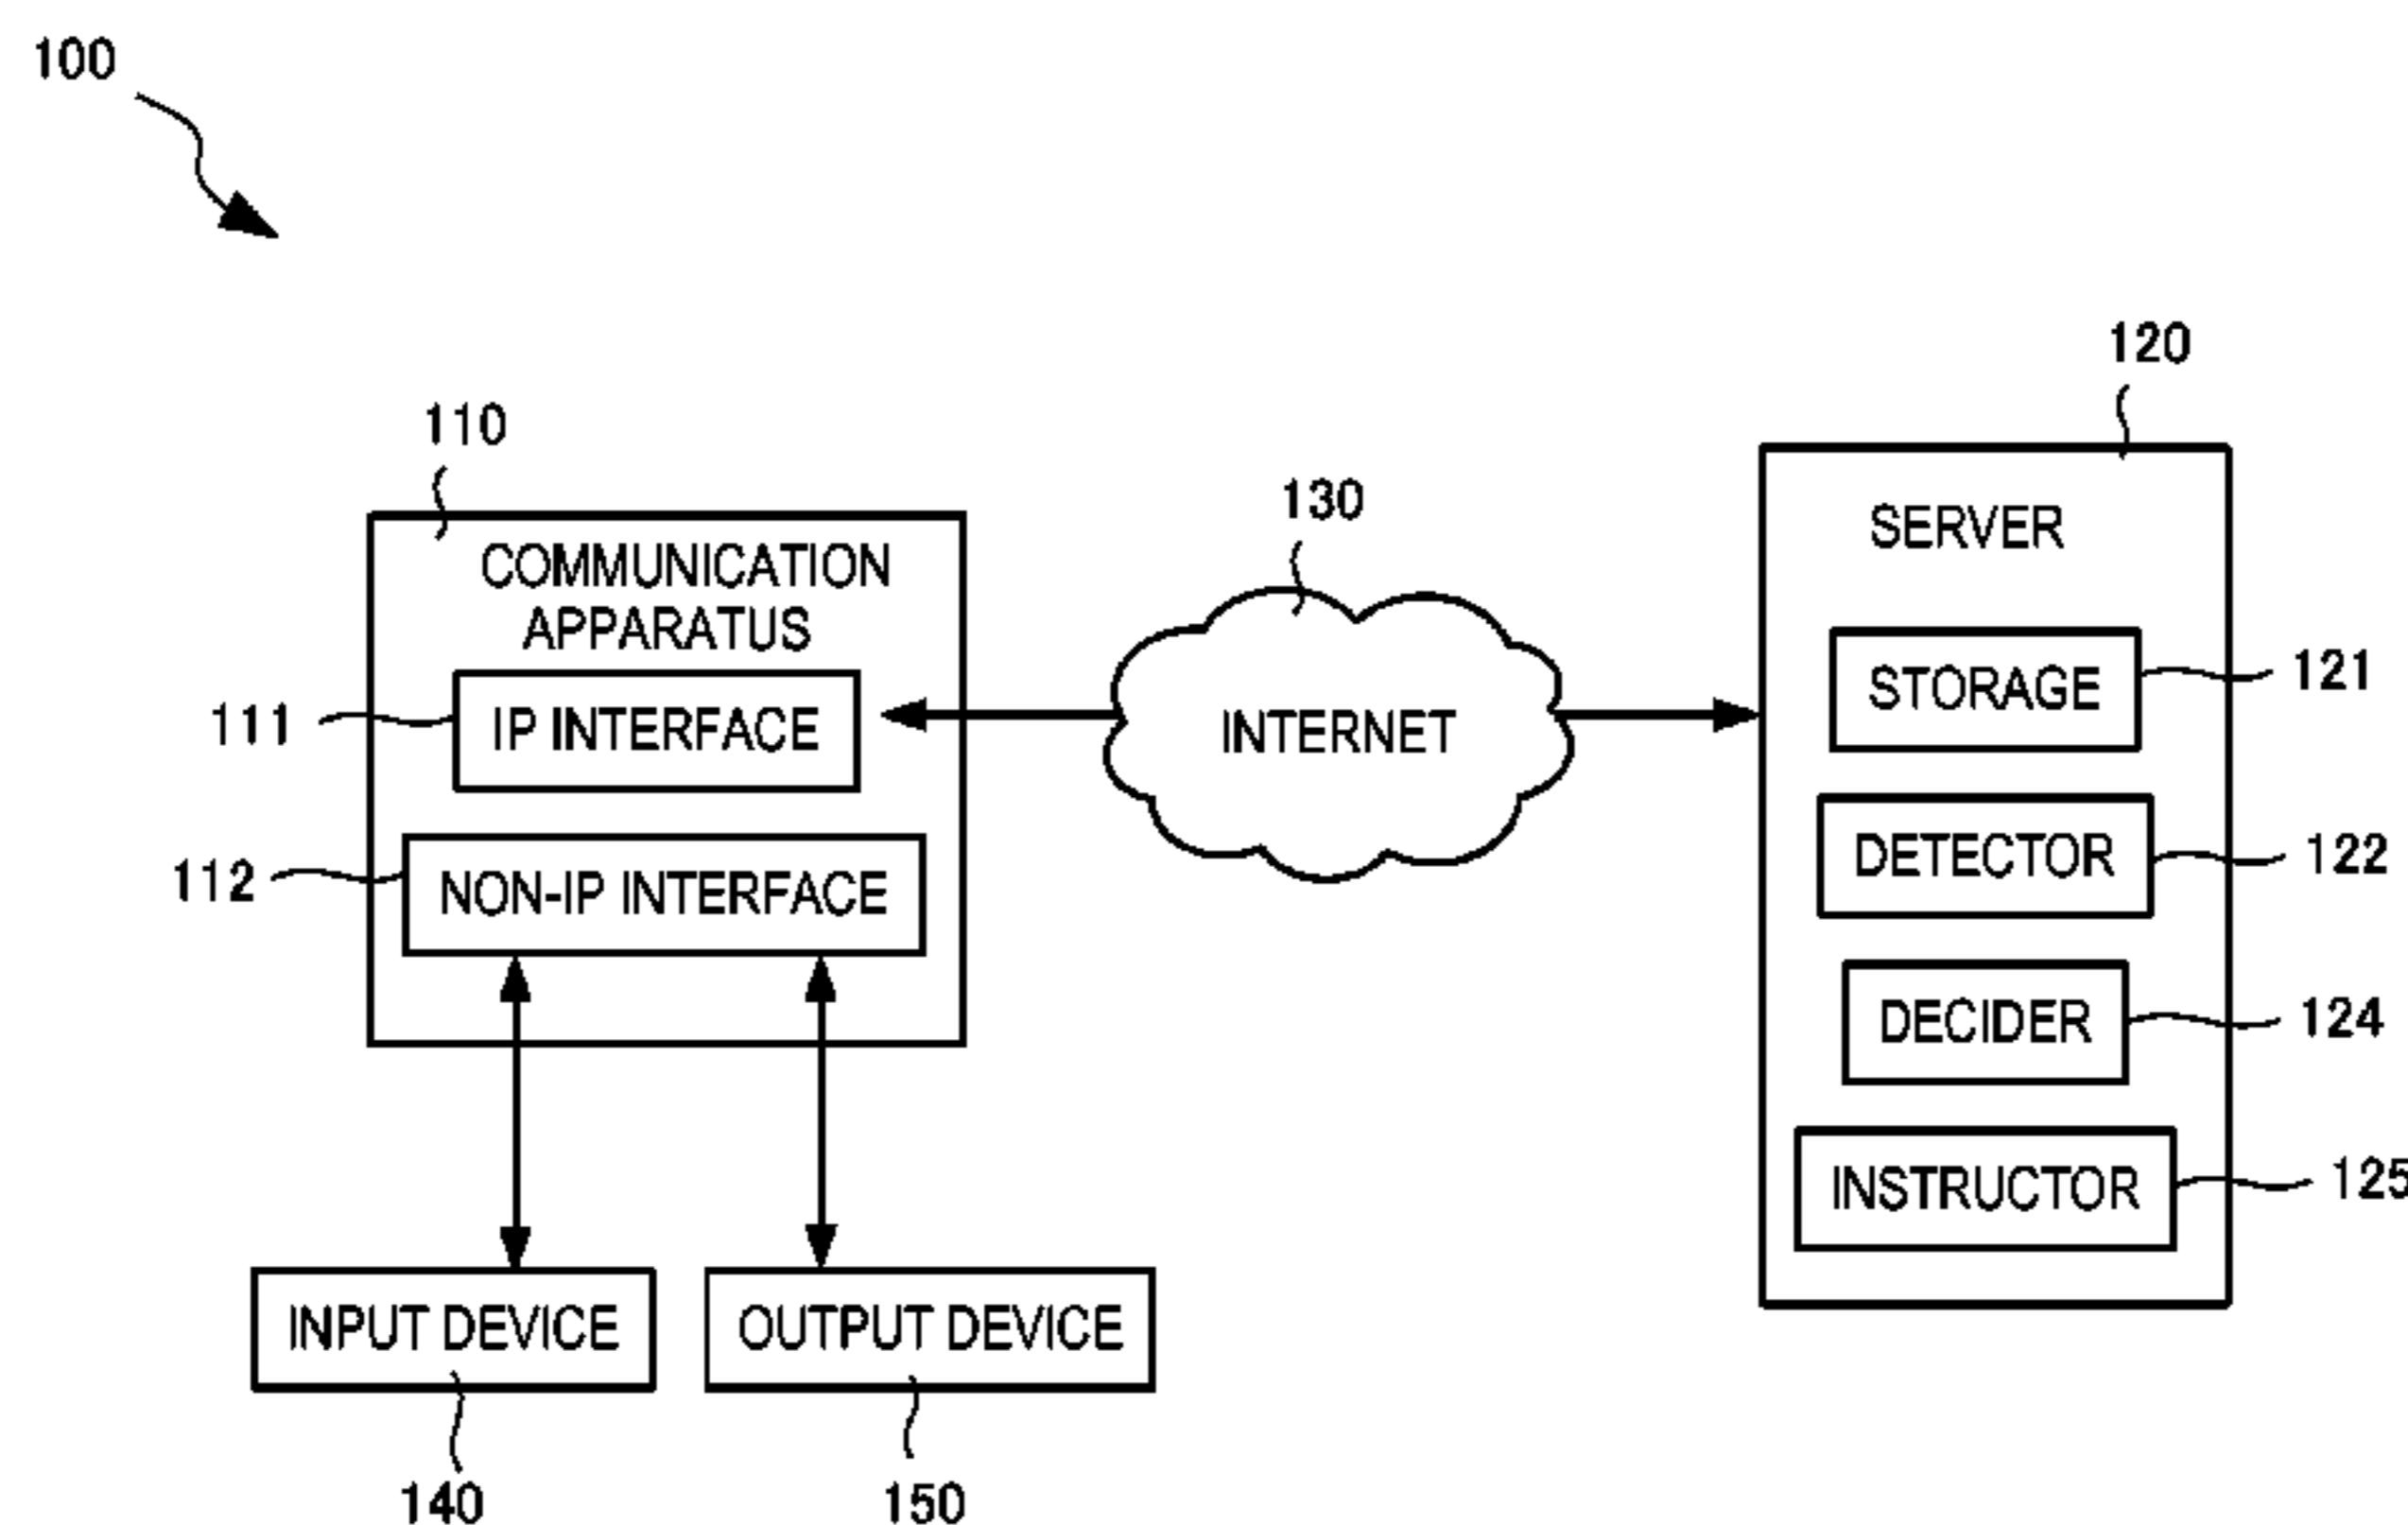 100
110
COMMUNICATION
APPARATUS
111
IP INTERFACE
112
NON-IP INTERFACE
130
INTERNET
120
SERVER
STORAGE
121
DETECTOR
122
DECIDER
124
INSTRUCTOR
125
INPUT DEVICE
OUTPUT DEVICE
140
150